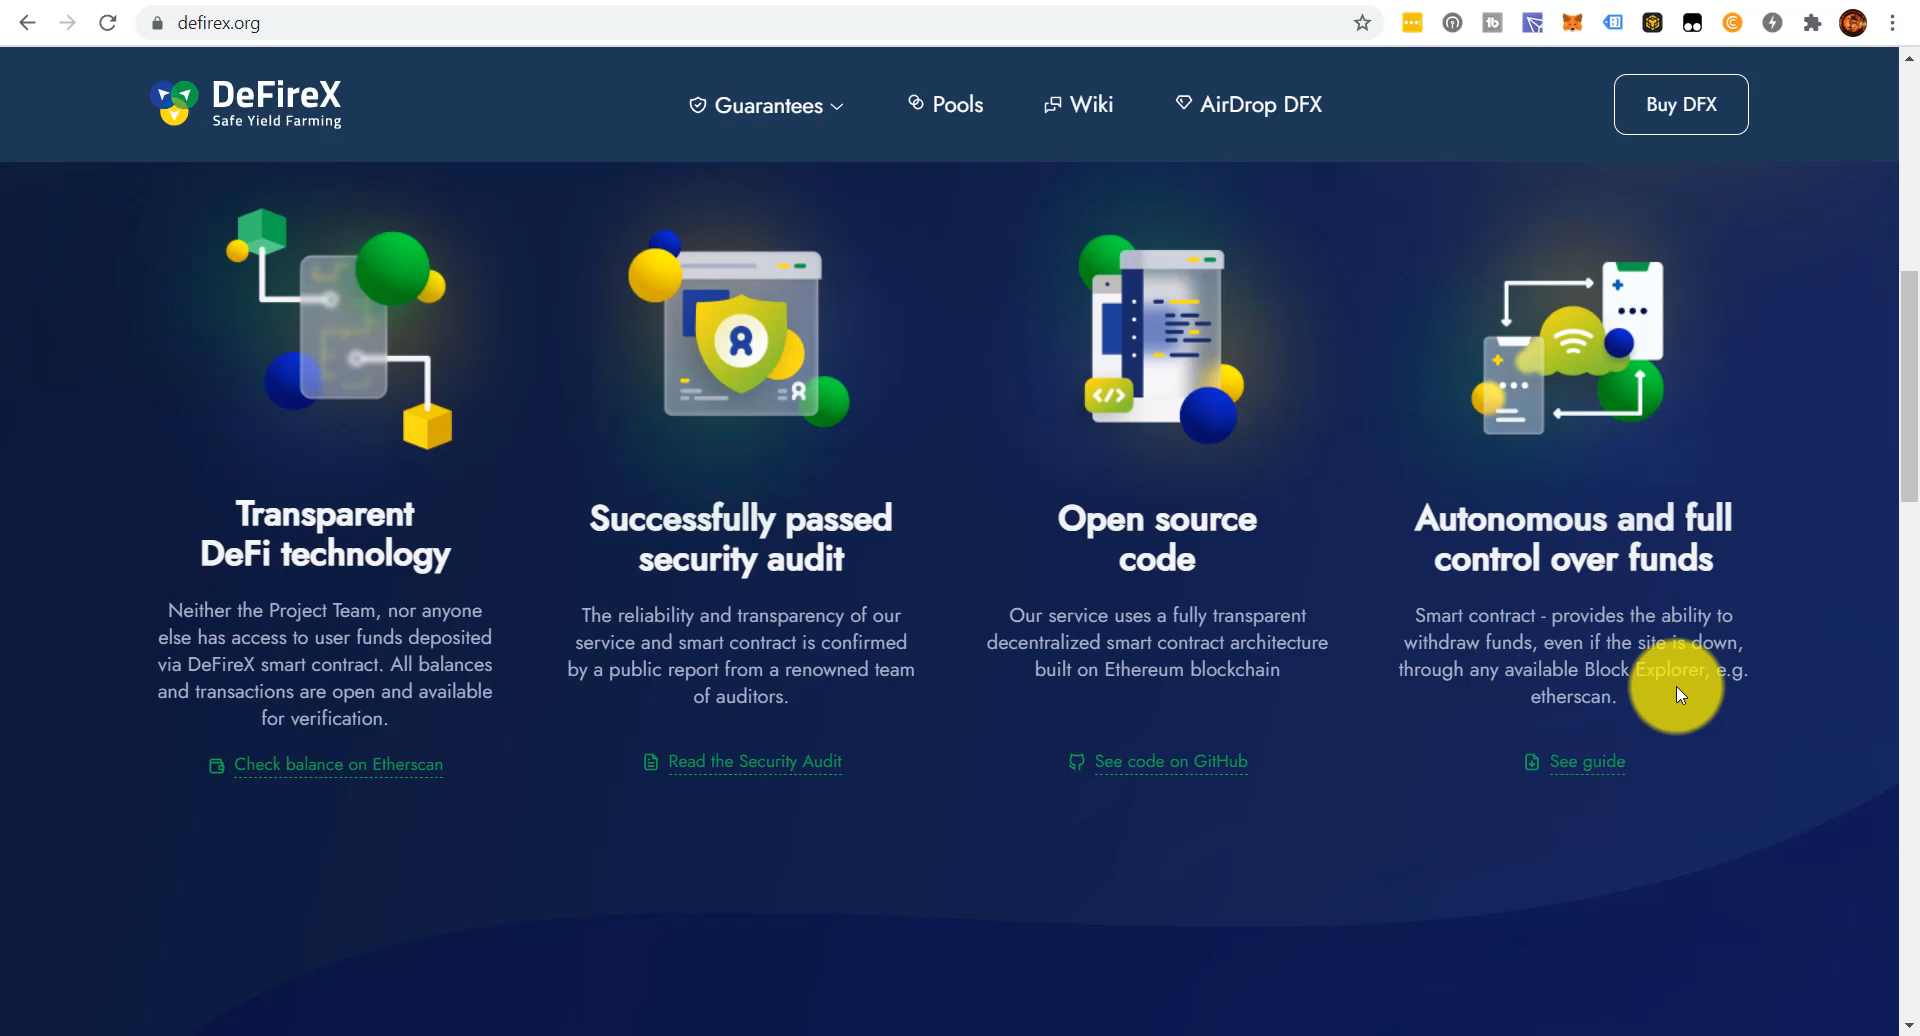 defirex.org
DeFireX
Safe Yield Farming
Guarantees
Pools
Wiki
AirDrop DFX
Buy DFX
Transparent
DeFi technology
Neither the Project Team, nor anyone
else has access to user funds deposited
via DeFireX smart contract. All balances
and transactions are open and available
for verification.
Check balance on Etherscan
Successfully passed
security audit
The reliability and transparency of our
service and smart contract is confirmed
by a public report from a renowned team
of auditors.
Read the Security Audit
Open source
code
Our service uses a fully transparent
decentralized smart contract architecture
built on Ethereum blockchain
See code on GitHub
Autonomous and full
control over funds
Smart contract - provides the ability to
withdraw funds, even if the site is down,
through any available Block Explorer, e.g.
etherscan.
See guide